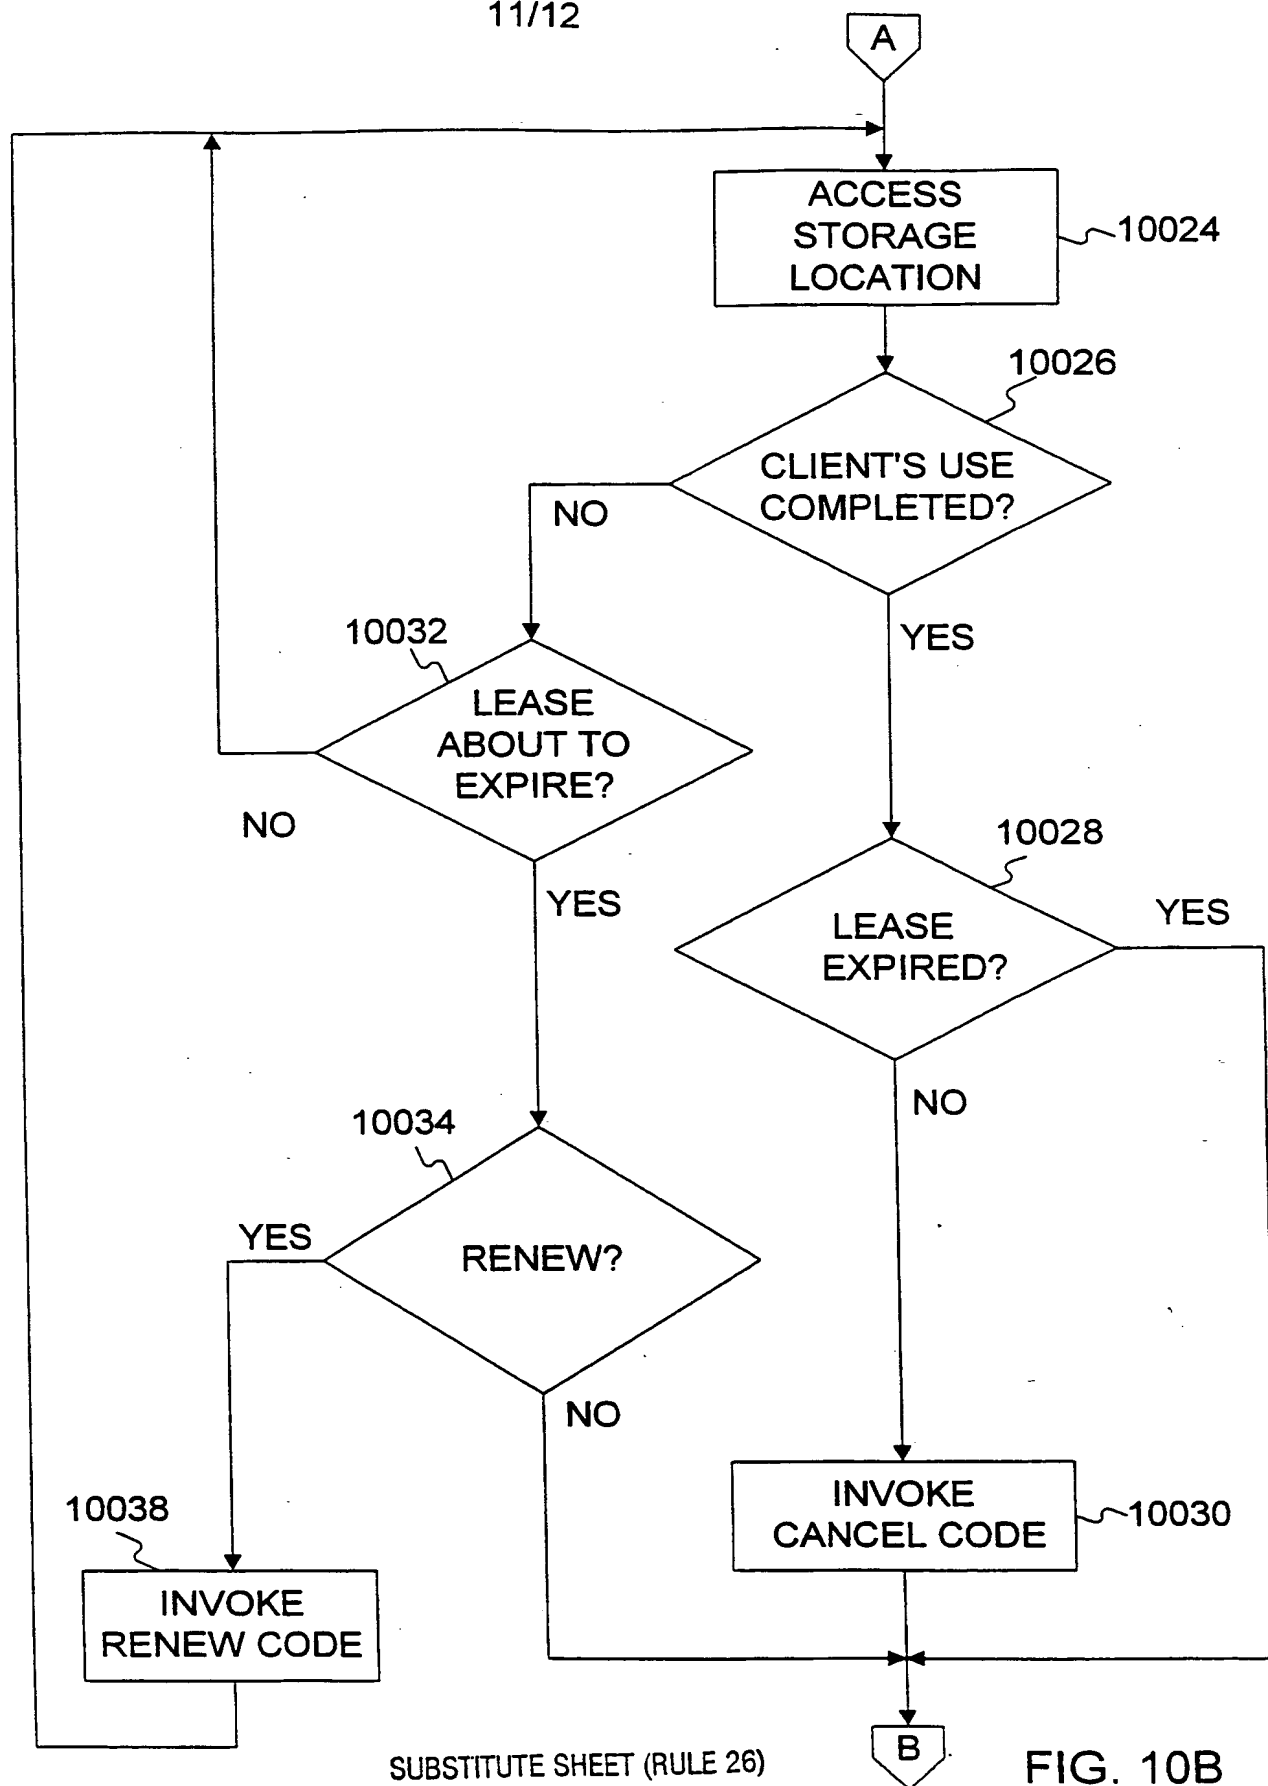 11/12
A
ACCESS
STORAGE
LOCATION
10024
10026
CLIENT'S USE
COMPLETED?
NO
YES
10032
LEASE
ABOUT TO
EXPIRE?
NO
YES
10028
LEASE
EXPIRED?
YES
NO
10034
RENEW?
YES
NO
10038
INVOKE
RENEW CODE
INVOKE
CANCEL CODE
10030
B
SUBSTITUTE SHEET (RULE 26)
FIG. 10B